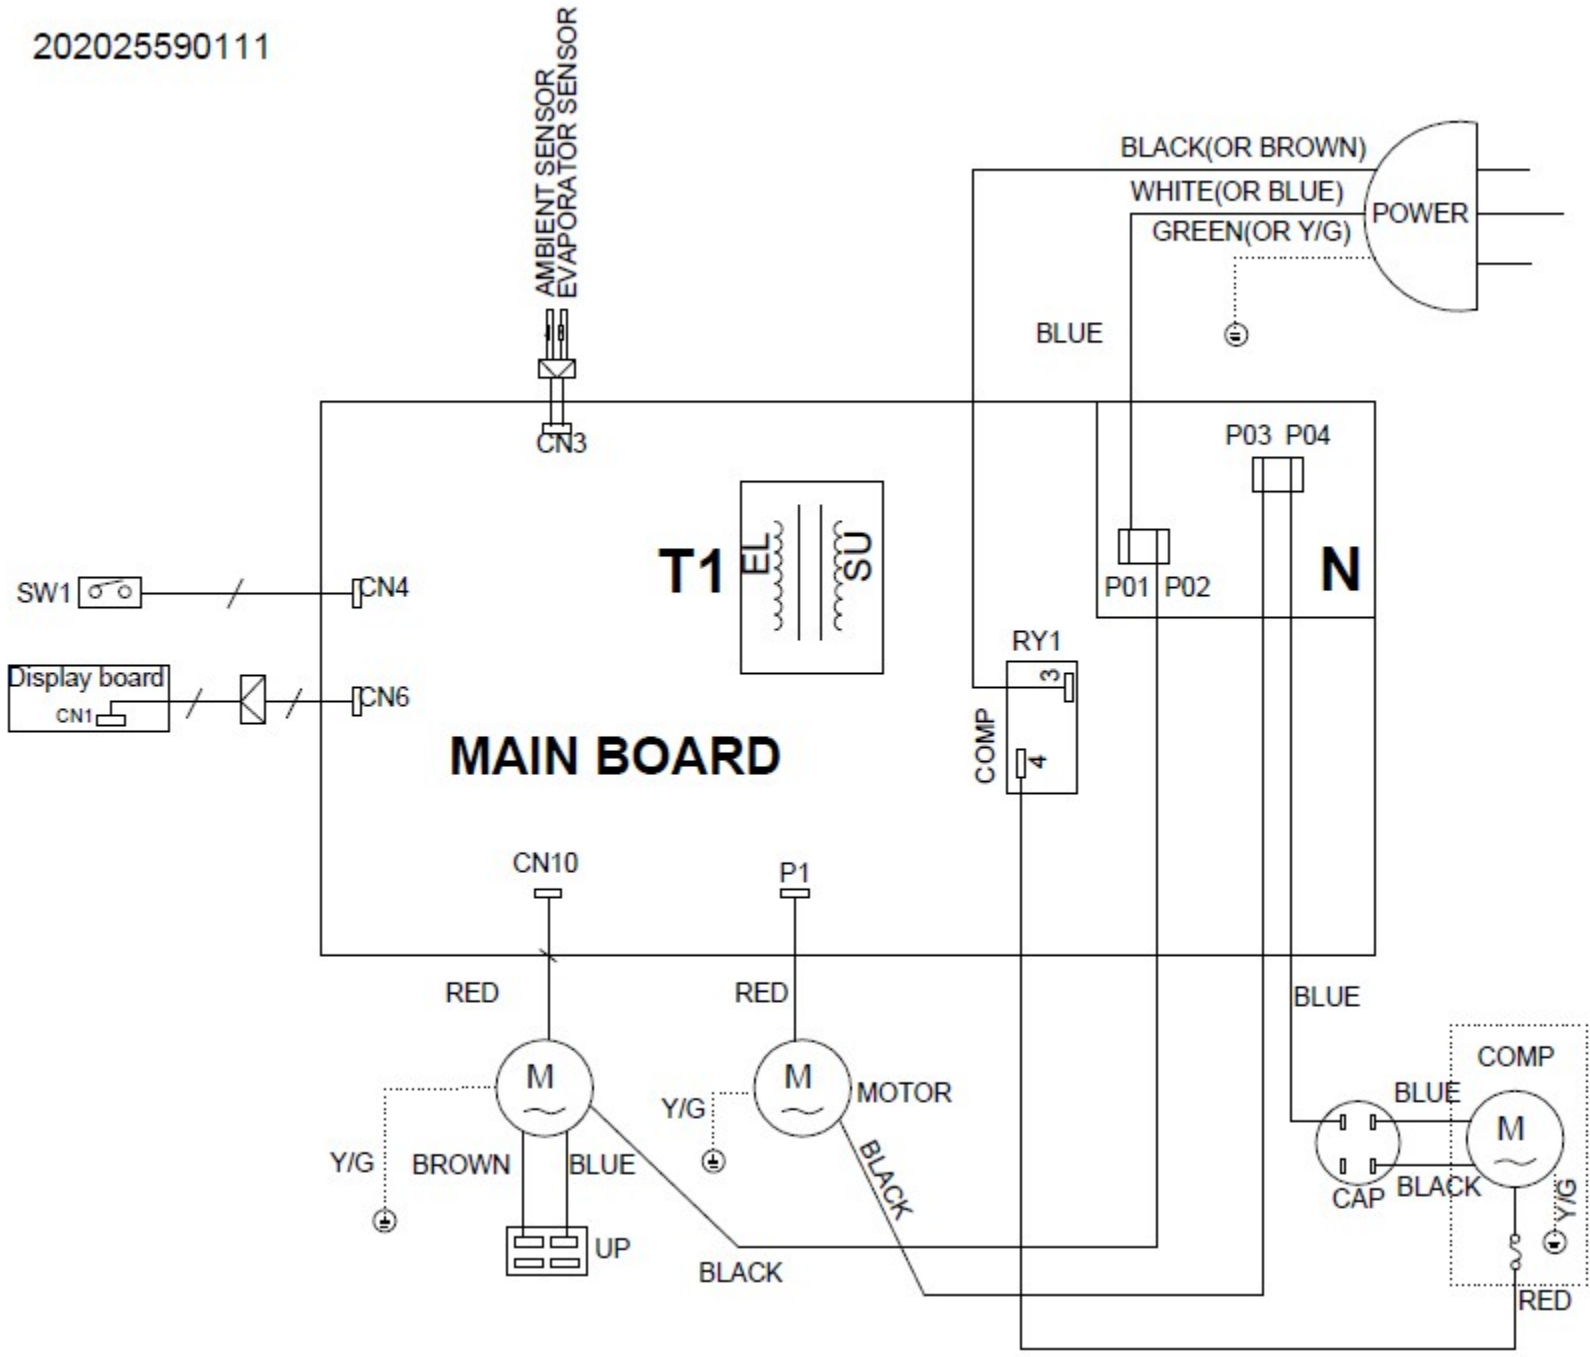 202025590111
AMBIENT SENSOR
EVAPORATOR SENSOR
BLACK(OR BROWN)
WHITE(OR BLUE)
POWER
GREEN(OR Y/G)
BLUE
CN3
P03 P04
T1
EL
SU
N
P01 P02
SW1
CN4
RY1
3
Display board
CN1
CN6
COMP
4
MAIN BOARD
CN10
P1
RED
RED
BLUE
COMP
M
M
MOTOR
BLUE
M
Y/G
Y/G
BROWN
BLUE
BLACK
CAP
BLACK
Y/G
UP
BLACK
RED